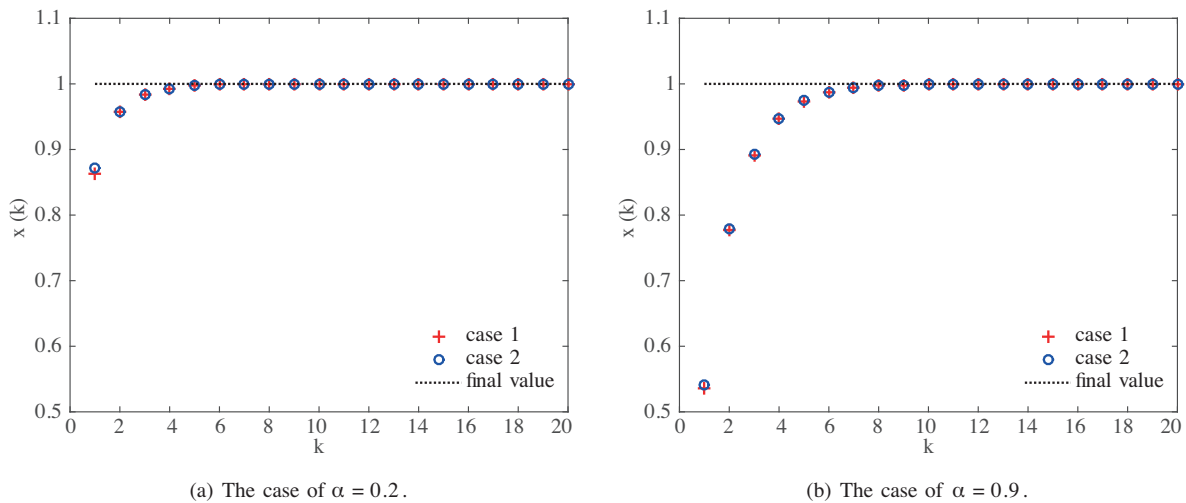 1.1
1
0.9
0.8
0.7
0.6
0.5
x (k)
0 2 4 6 8 10 12 14 16 18 20
k
case 1
case 2
final value
(a) The case of α = 0.2.
1.1
1
0.9
0.8
0.7
0.6
0.5
x (k)
0 2 4 6 8 10 12 14 16 18 20
k
case 1
case 2
final value
(b) The case of α = 0.9.